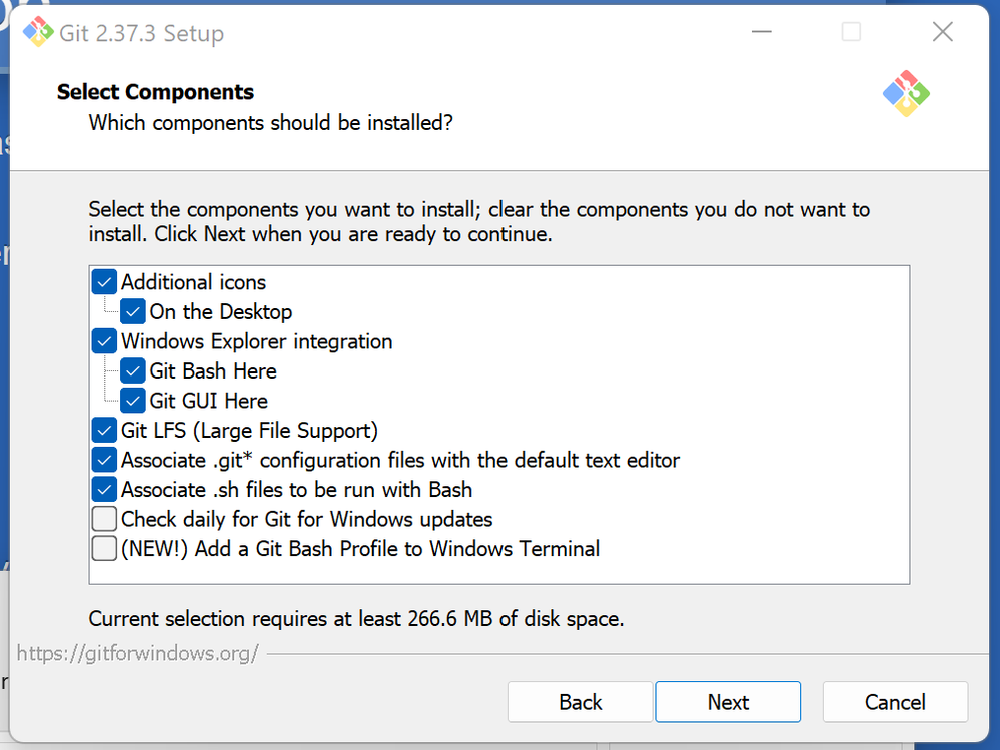 Git 2.37.3 Setup
Select Components
Which components should be installed?
Select the components you want to install; clear the components you do not want to
install. Click Next when you are ready to continue.
Additional icons
On the Desktop
Windows Explorer integration
Git Bash Here
Git GUI Here
Git LFS (Large File Support)
Associate .git* configuration files with the default text editor
Associate .sh files to be run with Bash
Check daily for Git for Windows updates
(NEW!) Add a Git Bash Profile to Windows Terminal
Current selection requires at least 266.6 MB of disk space.
https://gitforwindows.org/
Back Next Cancel